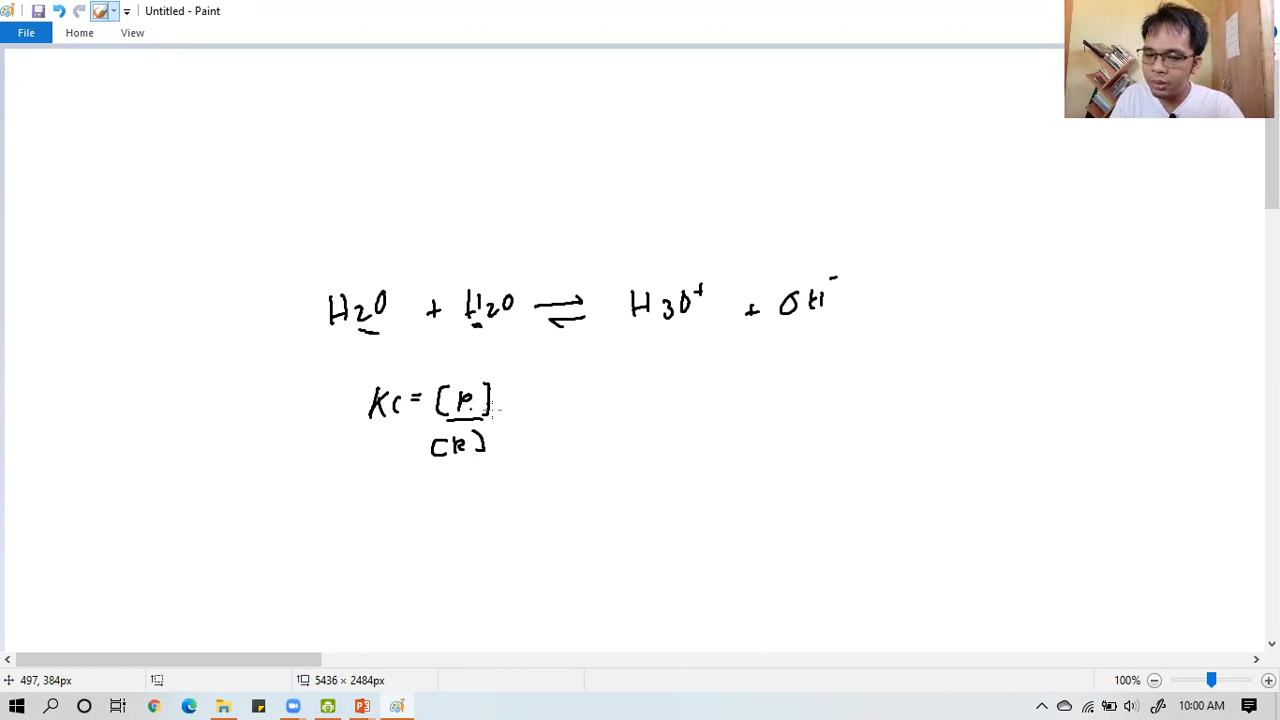 Untitled - Paint
File Home View
H2O + H2O ⇌ H3O+ + OH-
Kc = [P]
[R]
497, 384px 5436 × 2484px 100%
10:00 AM